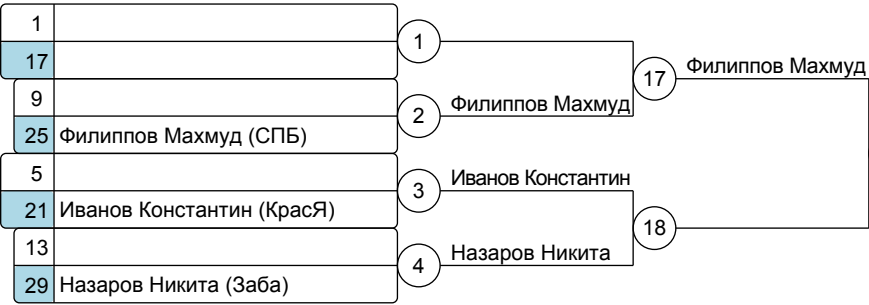 1
17
1
9
25 Филиппов Махмуд (СПБ)
2
Филиппов Махмуд
17
Филиппов Махмуд
5
21 Иванов Константин (КрасЯ)
3
Иванов Константин
13
29 Назаров Никита (Заба)
4
Назаров Никита
18